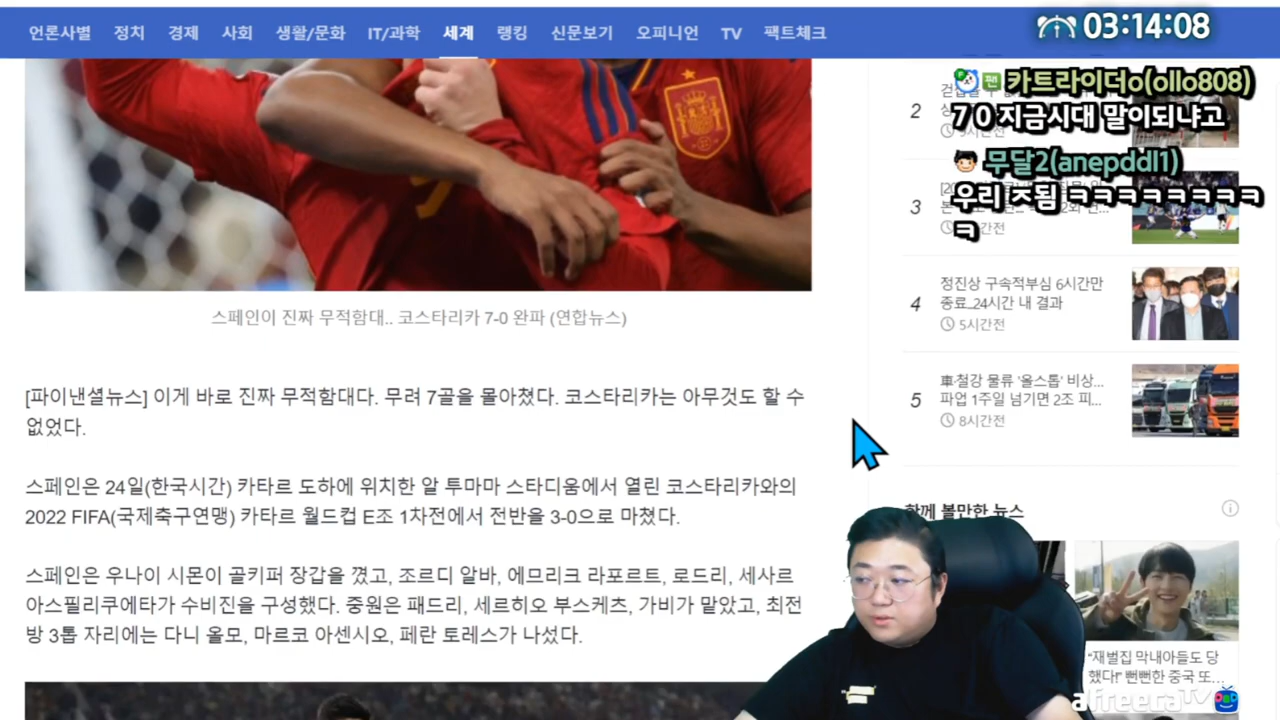 언론사별 정치 경제 사회 생활/문화 IT/과학 세계 랭킹 신문보기 오피니언 TV 팩트체크
03:14:08
팬 카트라이더o(ollo808)
7 0 지금시대 말이되냐고
무달2(anepddl1)
우리 ㅈ됨 ㅋㅋㅋㅋㅋㅋㅋㅋ
ㅋ
스페인이 진짜 무적함대.. 코스타리카 7-0 완파 (연합뉴스)
[파이낸셜뉴스] 이게 바로 진짜 무적함대다. 무려 7골을 몰아쳤다. 코스타리카는 아무것도 할 수
없었다.
스페인은 24일(한국시간) 카타르 도하에 위치한 알 투마마 스타디움에서 열린 코스타리카와의
2022 FIFA(국제축구연맹) 카타르 월드컵 E조 1차전에서 전반을 3-0으로 마쳤다.
스페인은 우나이 시몬이 골키퍼 장갑을 꼈고, 조르디 알바, 에므리크 라포르트, 로드리, 세사르
아스필리쿠에타가 수비진을 구성했다. 중원은 패드리, 세르히오 부스케츠, 가비가 맡았고, 최전
방 3톱 자리에는 다니 올모, 마르코 아센시오, 페란 토레스가 나섰다.
2
3
4
정진상 구속적부심 6시간만
종료..24시간 내 결과
5시간전
5
車·철강 물류 '올스톱' 비상...
파업 1주일 넘기면 2조 피...
8시간전
함께 볼만한 뉴스
"재벌집 막내아들도 당
했다!" 뻔뻔한 중국 또...
afreecaTV